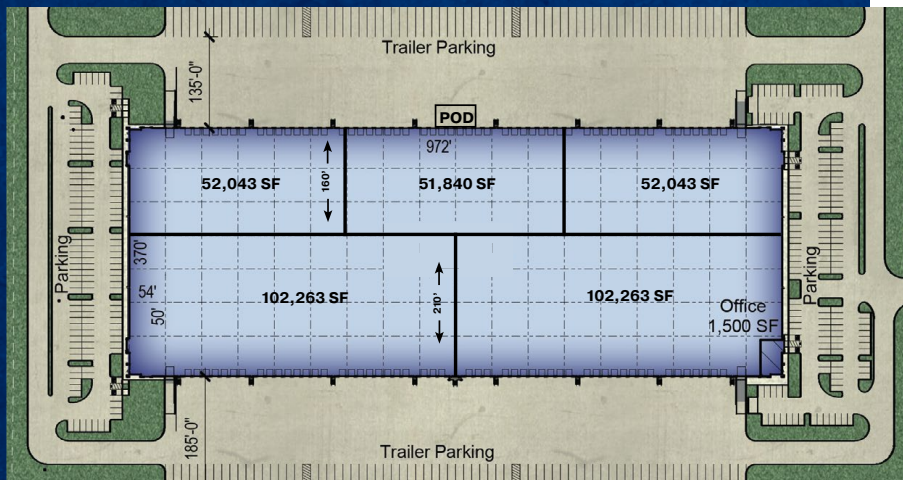 Trailer Parking
135'-0"
POD
972'
52,043 SF
160'
51,840 SF
52,043 SF
Parking
370'
54'
50'
102,263 SF
210'
102,263 SF
Office
1,500 SF
Parking
185'-0"
Trailer Parking